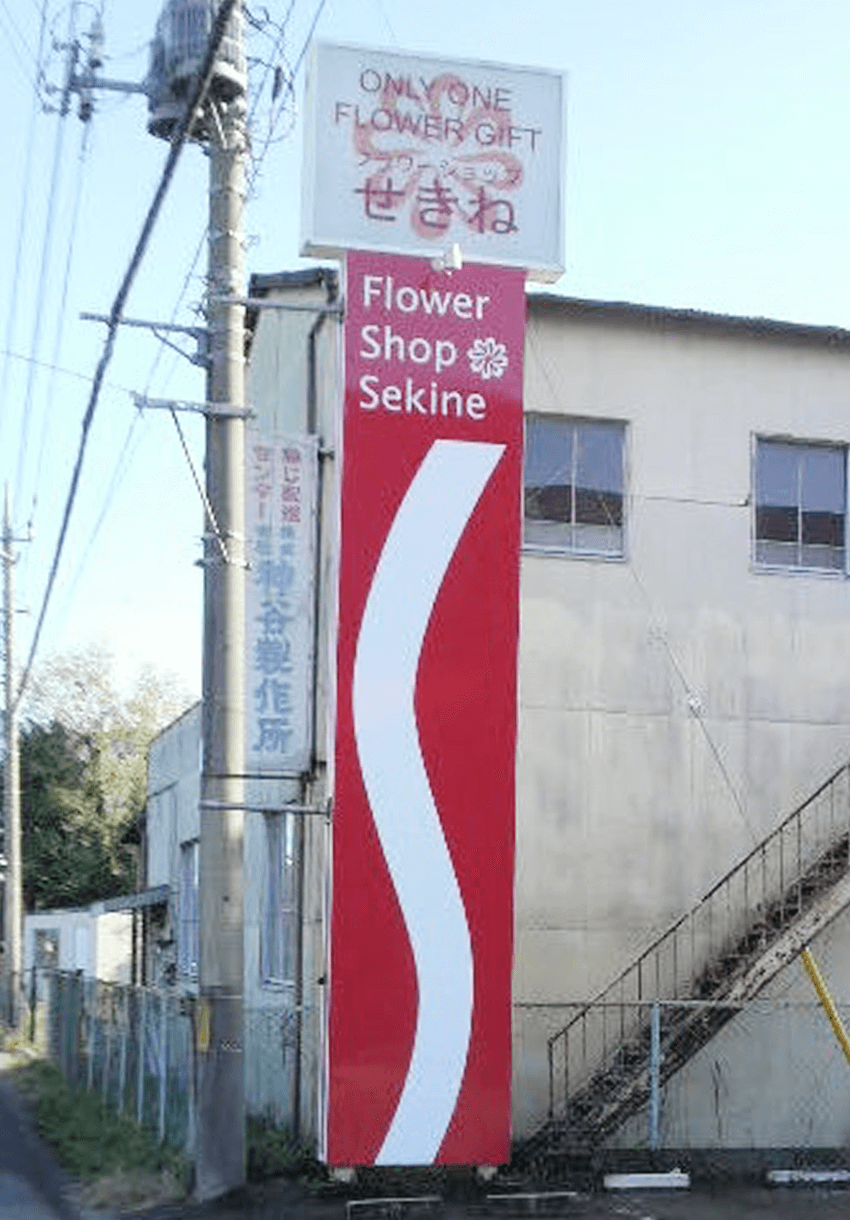 ONLY ONE
FLOWER GIFT
フラワーショップ
せきね
Flower
Shop
Sekine
神谷製作所